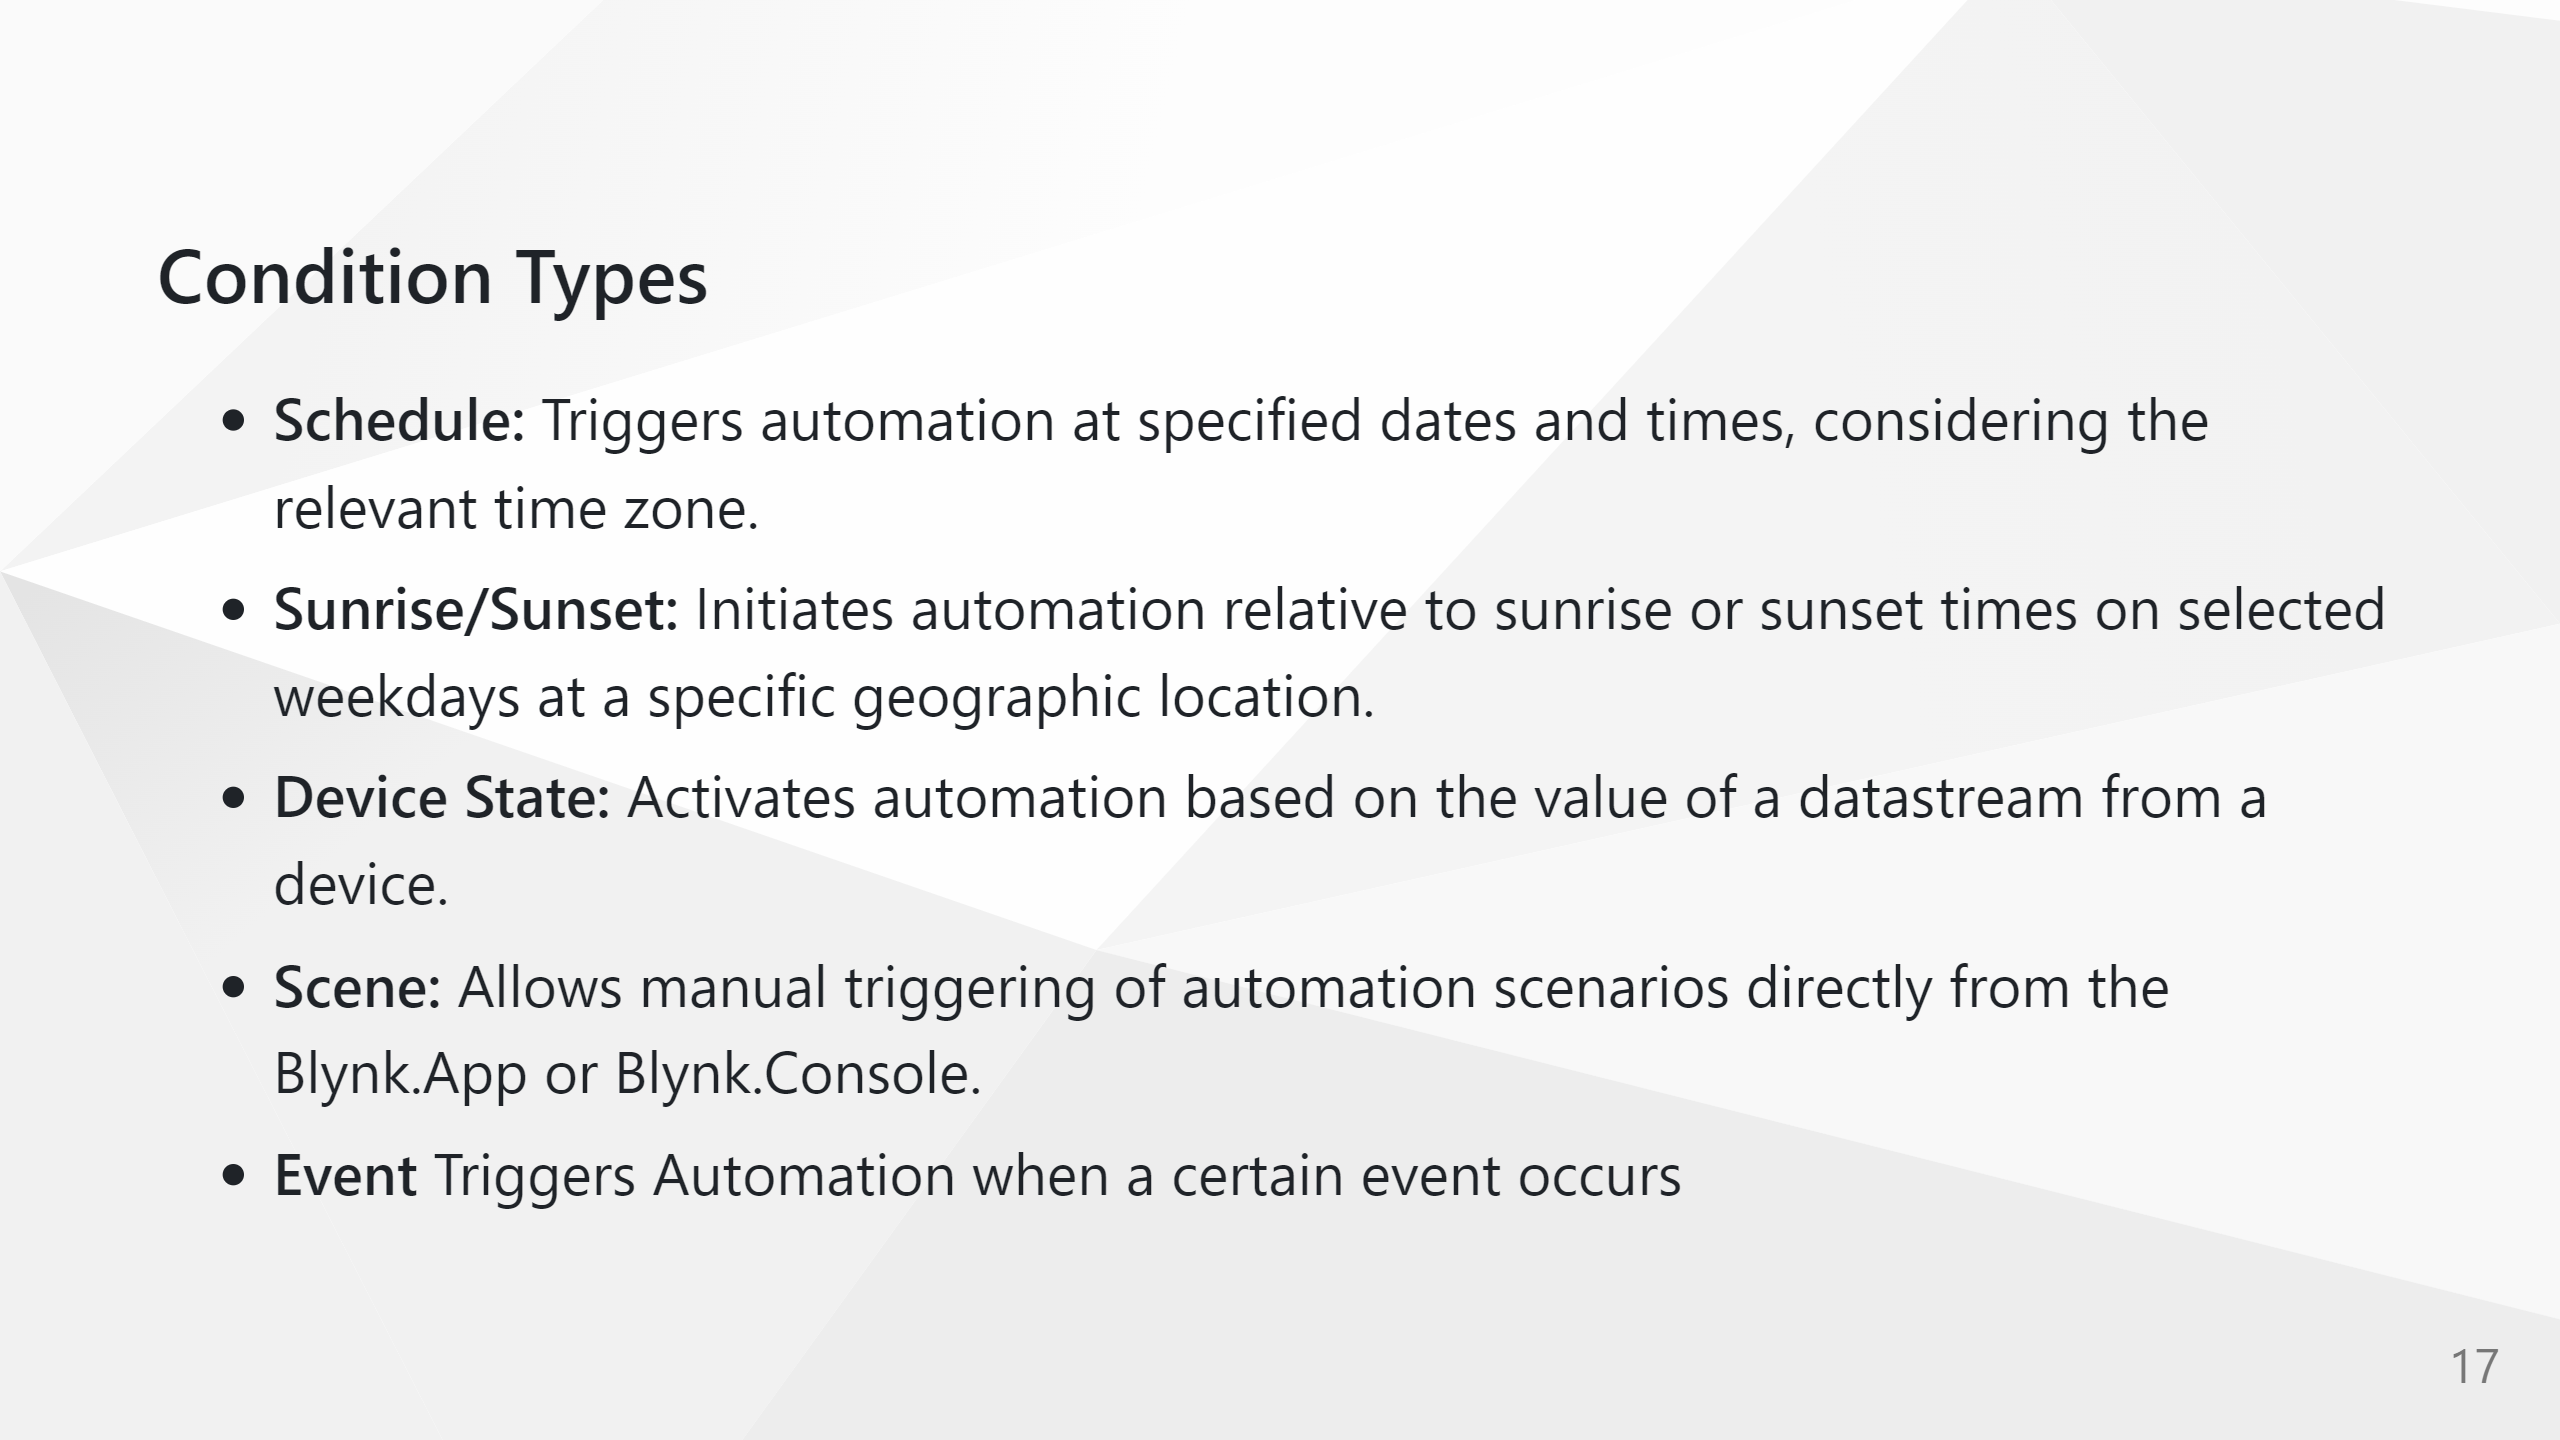 Condition Types
• Schedule: Triggers automation at specified dates and times, considering the
relevant time zone.
• Sunrise/Sunset: Initiates automation relative to sunrise or sunset times on selected
weekdays at a specific geographic location.
• Device State: Activates automation based on the value of a datastream from a
device.
• Scene: Allows manual triggering of automation scenarios directly from the
Blynk.App or Blynk.Console.
• Event Triggers Automation when a certain event occurs
17